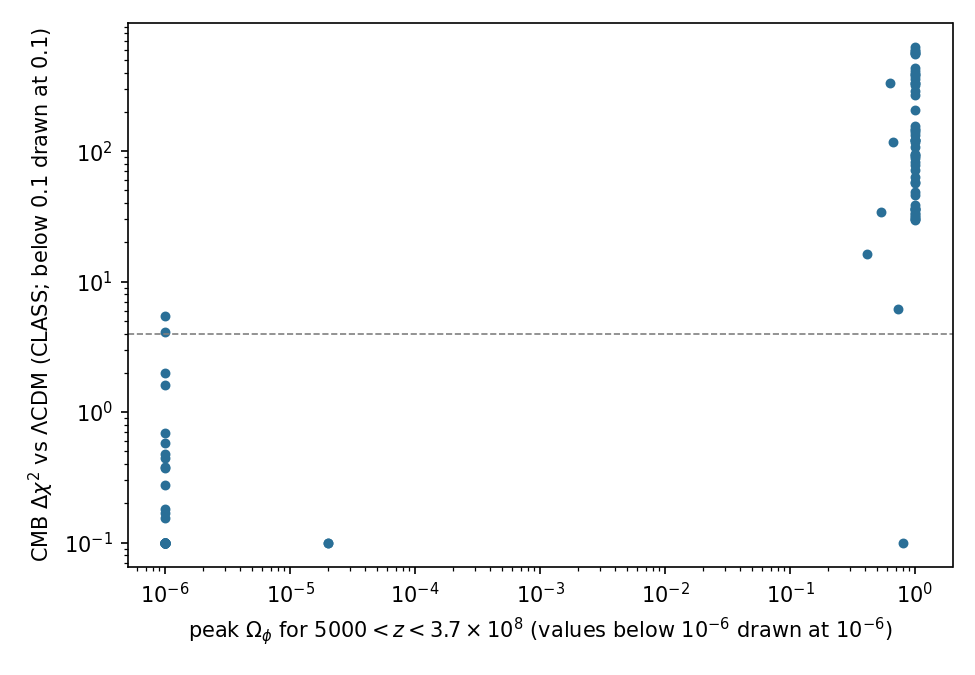 CMB Δχ² vs ΛCDM (CLASS; below 0.1 drawn at 0.1)
10²
10¹
10⁰
10⁻¹
10⁻⁶ 10⁻⁵ 10⁻⁴ 10⁻³ 10⁻² 10⁻¹ 10⁰
peak Ω_ϕ for 5000 < z < 3.7 × 10⁸ (values below 10⁻⁶ drawn at 10⁻⁶)